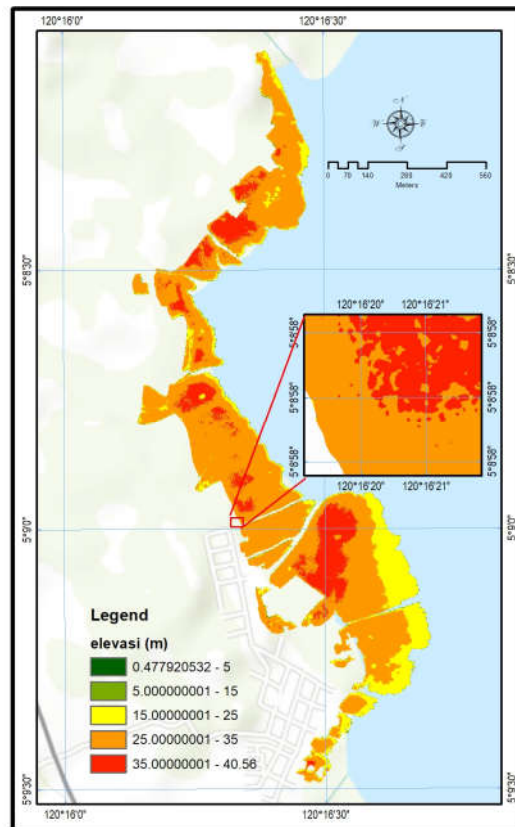 120°16'0" 120°16'30"
0 70 140 280 420 560
Meters
5°8'30" 5°8'30"
120°16'20" 120°16'21"
5°8'58" 5°8'58"
5°8'58" 5°8'58"
5°8'58" 5°8'58"
120°16'20" 120°16'21"
5°9'0" 5°9'0"
Legend
elevasi (m)
0.477920532 - 5
5.000000001 - 15
15.00000001 - 25
25.00000001 - 35
35.00000001 - 40.56
5°9'30" 5°9'30"
120°16'0" 120°16'30"